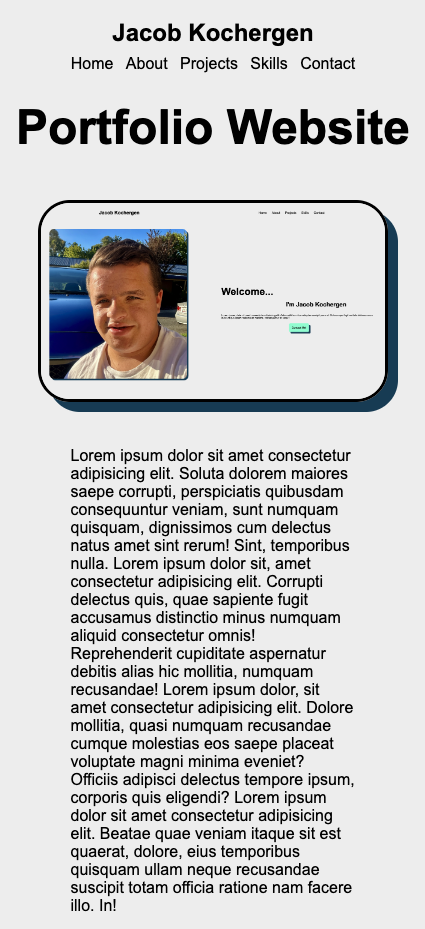 Jacob Kochergen
Home About Projects Skills Contact
Portfolio Website
Jacob Kochergen
Home About Projects Skills Contact
Welcome...
I'm Jacob Kochergen
Lorem ipsum dolor sit amet consectetur
adipisicing elit. Soluta dolorem maiores
saepe corrupti, perspiciatis quibusdam
consequuntur veniam, sunt numquam
quisquam, dignissimos cum delectus
natus amet sint rerum! Sint, temporibus
nulla. Lorem ipsum dolor sit, amet
consectetur adipisicing elit. Corrupti
delectus quis, quae sapiente fugit
accusamus distinctio minus numquam
aliquid consectetur omnis!
Reprehenderit cupiditate aspernatur
debitis alias hic mollitia, numquam
recusandae! Lorem ipsum dolor, sit
amet consectetur adipisicing elit. Dolore
mollitia, quasi numquam recusandae
cumque molestias eos saepe placeat
voluptate magni minima eveniet?
Officiis adipisci delectus tempore ipsum,
corporis quis eligendi? Lorem ipsum
dolor sit amet consectetur adipisicing
elit. Beatae quae veniam itaque sit est
quaerat, dolore, eius temporibus
quisquam ullam neque recusandae
suscipit totam officia ratione nam facere
illo. In!